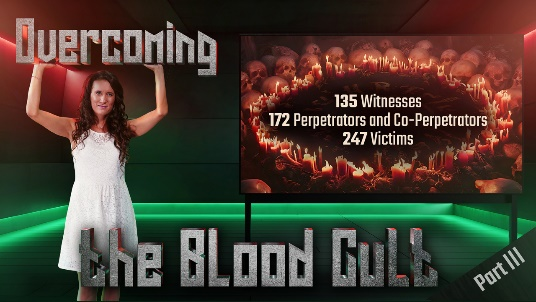 Overcoming
135 Witnesses
172 Perpetrators and Co-Perpetrators
247 Victims
the Blood Cult
Part III